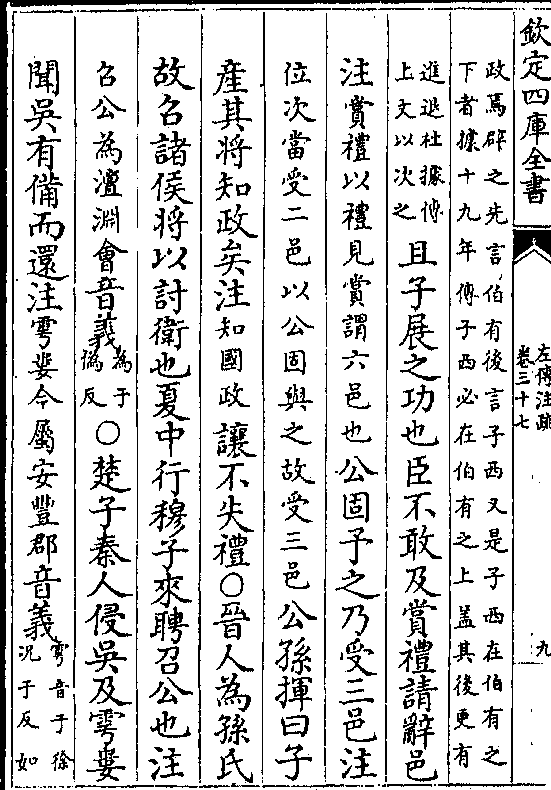 欽定四庫全書
左傳注疏
卷三十七
九
政焉辟之先言伯有後言子西又是子西在伯有之
下者據十九年傳子西必在伯有之上蓋其後更有
進退杜據傳
上文以次之
且子展之功也臣不敢及賞禮請辭邑
注賞禮以禮見賞謂六邑也公固予之乃受三邑注
位次當受二邑以公固與之故受三邑公孫揮曰子
產其將知政矣注知國政讓不失禮○晉人為孫氏
故召諸侯將以討衛也夏中行穆子來聘召公也注
召公為澶淵會音義
為于
偽反
○楚子秦人侵吳及雩婁
聞吳有備而還注雩婁今屬安豐郡音義
雩音于徐
況于反如